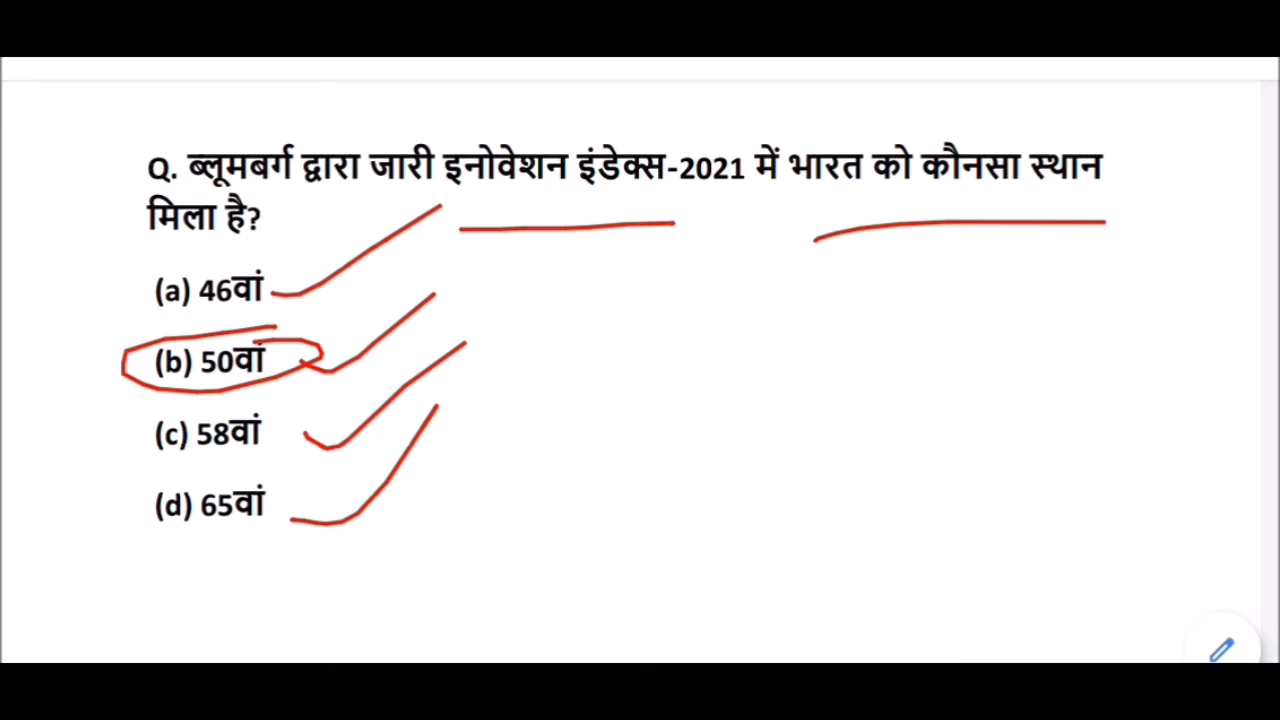 Q. ब्लूमबर्ग द्वारा जारी इनोवेशन इंडेक्स-2021 में भारत को कौनसा स्थान
मिला है?
(a) 46वां
(b) 50वां
(c) 58वां
(d) 65वां